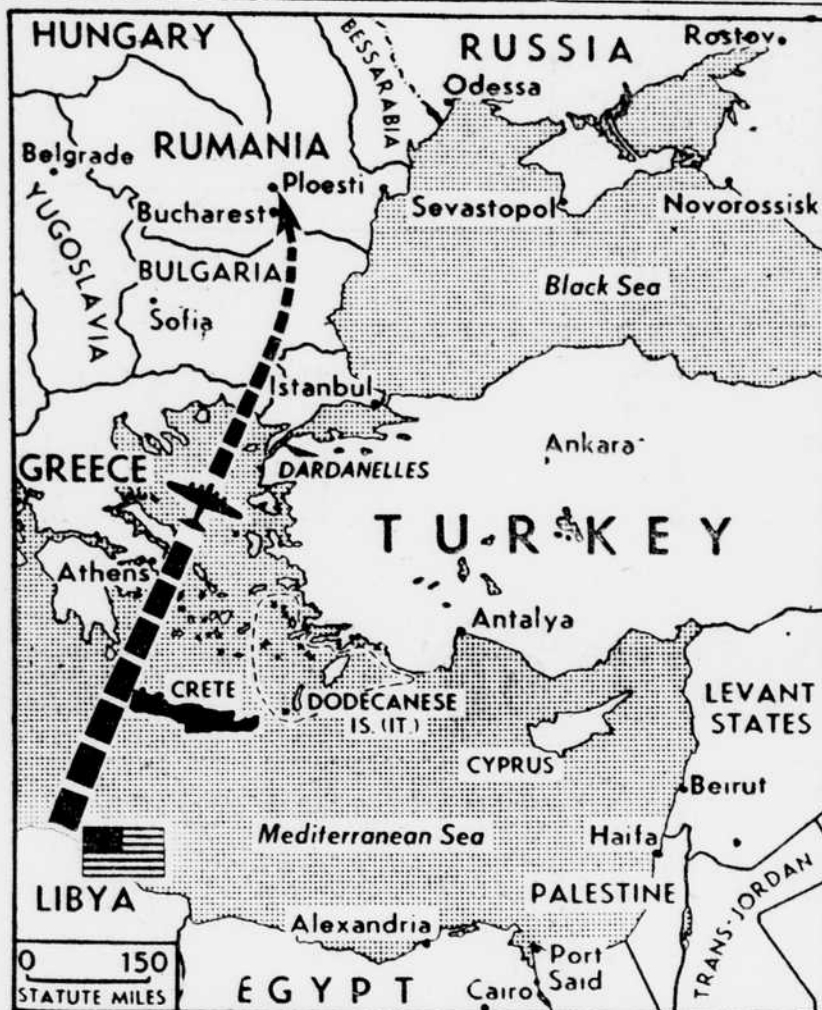 HUNGARY
BESSARABIA
RUSSIA
Rostov
Odessa
Belgrade
RUMANIA
Ploesti
YUGOSLAVIA
Bucharest
Sevastopol
Novorossisk
BULGARIA
Sofia
Black Sea
Istanbul
Ankara
GREECE
DARDANELLES
TURKEY
Athens
Antalya
CRETE
DODECANESE
IS. (IT.)
LEVANT
STATES
CYPRUS
Beirut
Mediterranean Sea
Haifa
LIBYA
PALESTINE
TRANS-JORDAN
Alexandria
Port
Said
0 150
STATUTE MILES
EGYPT
Cairo